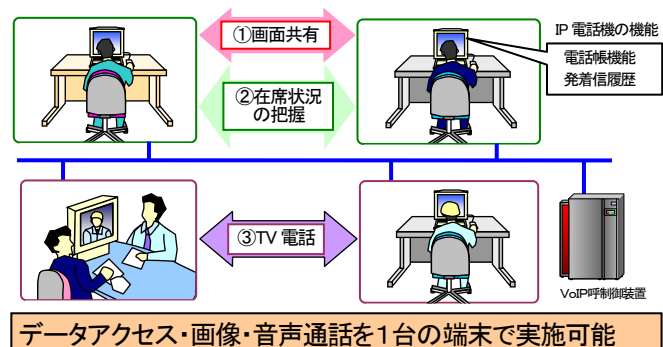 ①画面共有
IP 電話機の機能
電話帳機能
発着信履歴
②在席状況
の把握
③TV 電話
VoIP呼制御装置
データアクセス・画像・音声通話を1台の端末で実施可能